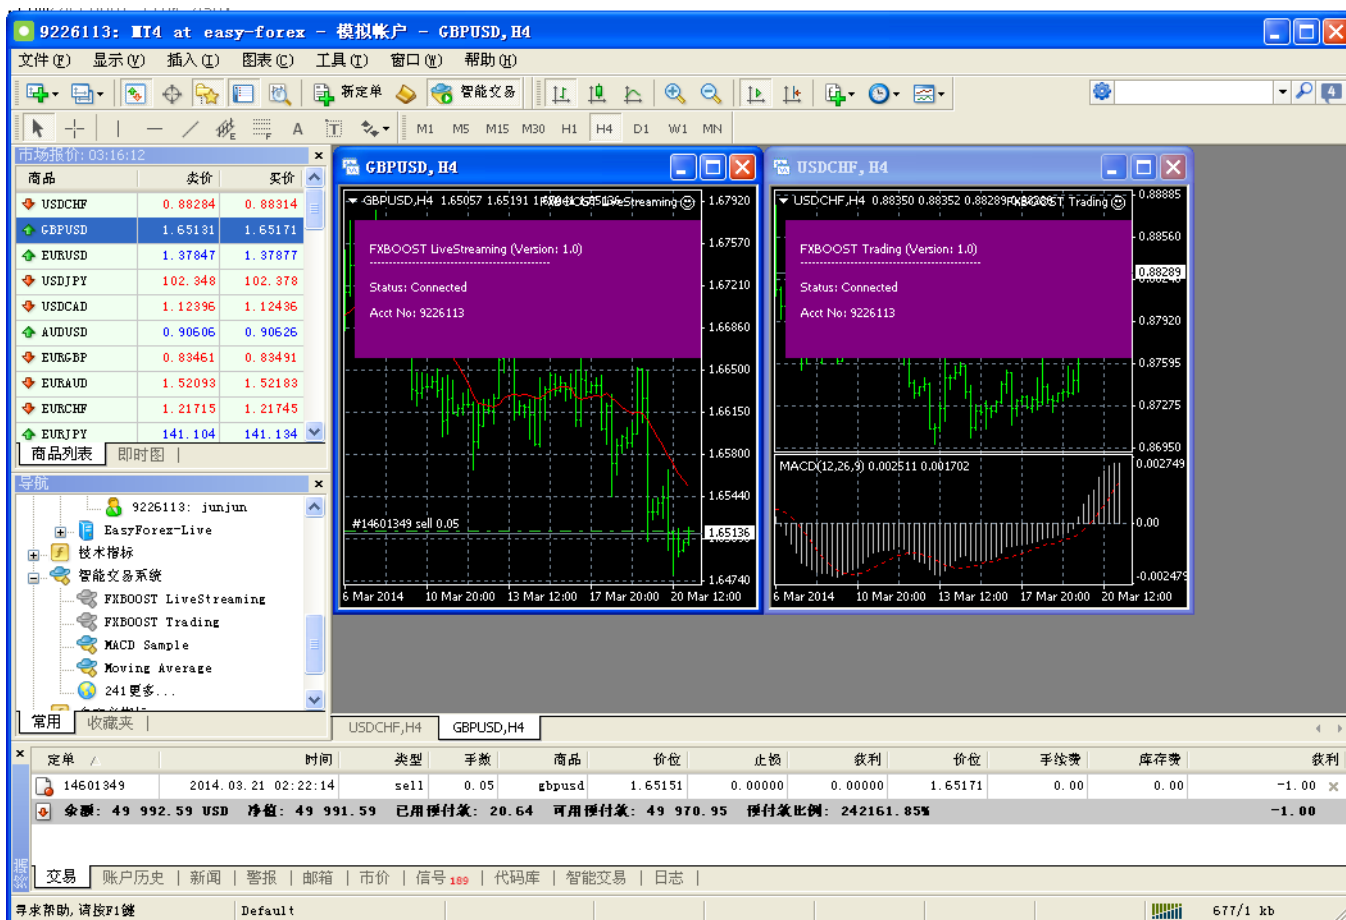 9226113: MT4 at easy-forex - 模拟帐户 - GBPUSD,H4
文件(F) 显示(V) 插入(I) 图表(C) 工具(T) 窗口(W) 帮助(H)
新定单 智能交易 4
E F A T M1 M5 M15 M30 H1 H4 D1 W1 MN
市场报价: 03:16:12
商品 卖价 买价
USDCHF 0.88284 0.88314
GBPUSD 1.65131 1.65171
EURUSD 1.37847 1.37877
USDJPY 102.348 102.378
USDCAD 1.12396 1.12436
AUDUSD 0.90606 0.90626
EURGBP 0.83461 0.83491
EURAUD 1.52093 1.52183
EURCHF 1.21715 1.21745
EURJPY 141.104 141.134
商品列表 即时图
导航
9226113: junjun
EasyForex-Live
技术指标
智能交易系统
FXBOOST LiveStreaming
FXBOOST Trading
MACD Sample
Moving Average
241更多...
常用 收藏夹
GBPUSD,H4
GBPUSD,H4 1.65057 1.65191
FXBOOST LiveStreaming (Version: 1.0)
Status: Connected
Acct No: 9226113
#14601349 sell 0.05
1.67920
1.67570
1.67210
1.66860
1.66500
1.66150
1.65800
1.65440
1.65136
1.64740
6 Mar 2014 10 Mar 20:00 13 Mar 12:00 17 Mar 20:00 20 Mar 12:00
USDCHF,H4
USDCHF,H4 0.88350 0.88352 0.88289 FXBOOST Trading
FXBOOST Trading (Version: 1.0)
Status: Connected
Acct No: 9226113
0.88885
0.88560
0.88289
0.87920
0.87595
0.87275
0.86950
MACD(12,26,9) 0.002511 0.001702
0.002749
0.00
-0.002479
6 Mar 2014 10 Mar 20:00 13 Mar 12:00 17 Mar 20:00 20 Mar 12:00
USDCHF,H4 GBPUSD,H4
定单 时间 类型 手数 商品 价位 止损 获利 价位 手续费 库存费 获利
14601349 2014.03.21 02:22:14 sell 0.05 gbpusd 1.65151 0.00000 0.00000 1.65171 0.00 0.00 -1.00
余额: 49 992.59 USD 净值: 49 991.59 已用预付款: 20.64 可用预付款: 49 970.95 预付款比例: 242161.85% -1.00
交易 账户历史 新闻 警报 邮箱 市价 信号 189 代码库 智能交易 日志
寻求帮助, 请按F1键 Default 677/1 kb